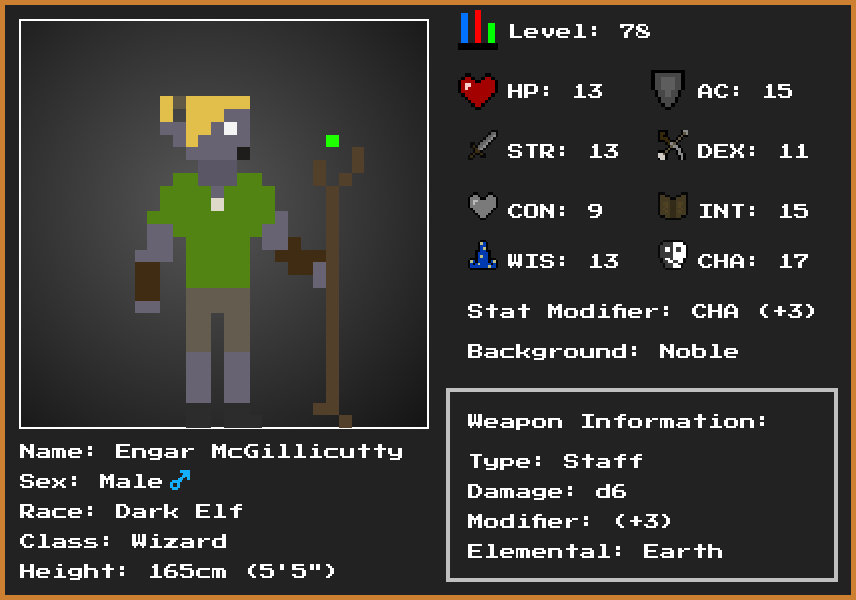 Level: 78
HP: 13 AC: 15
STR: 13 DEX: 11
CON: 9 INT: 15
WIS: 13 CHA: 17
Stat Modifier: CHA (+3)
Background: Noble
Weapon Information:
Type: Staff
Damage: d6
Modifier: (+3)
Elemental: Earth
Name: Engar McGillicutty
Sex: Male ♂
Race: Dark Elf
Class: Wizard
Height: 165cm (5'5")